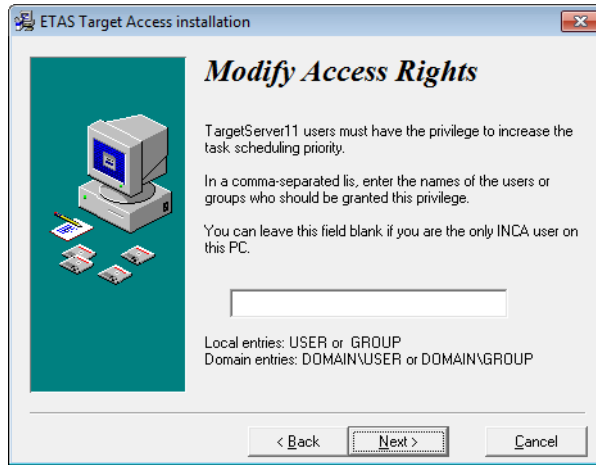 ETAS Target Access installation
Modify Access Rights
TargetServer11 users must have the privilege to increase the
task scheduling priority.
In a comma-separated lis, enter the names of the users or
groups who should be granted this privilege.
You can leave this field blank if you are the only INCA user on
this PC.
Local entries: USER or GROUP
Domain entries: DOMAIN\USER or DOMAIN\GROUP
< Back
Next >
Cancel